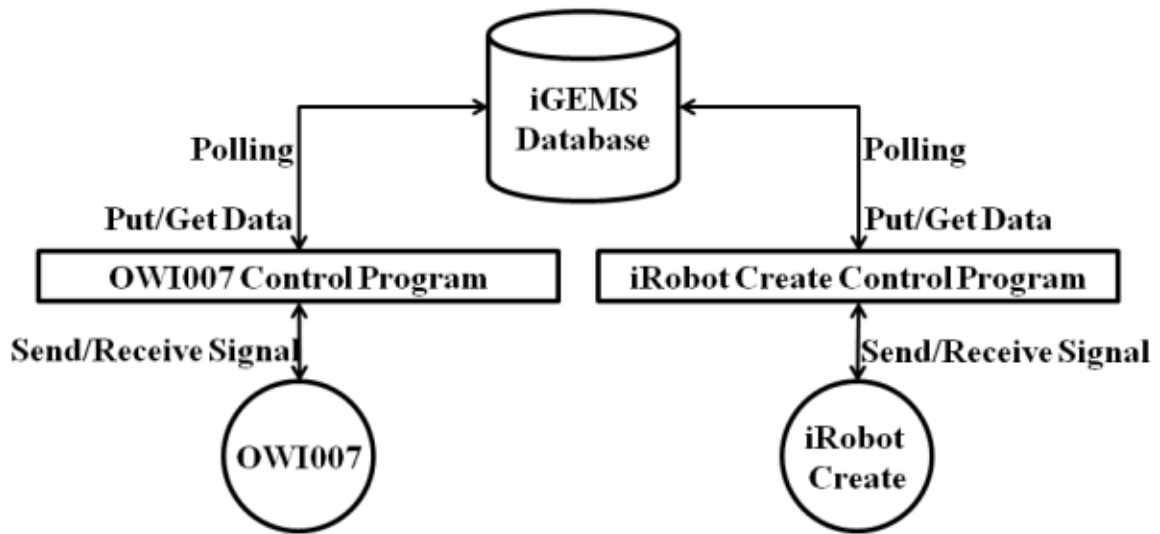 iGEMS
Database
Polling
Polling
Put/Get Data
Put/Get Data
OWI007 Control Program
iRobot Create Control Program
Send/Receive Signal
Send/Receive Signal
OWI007
iRobot
Create